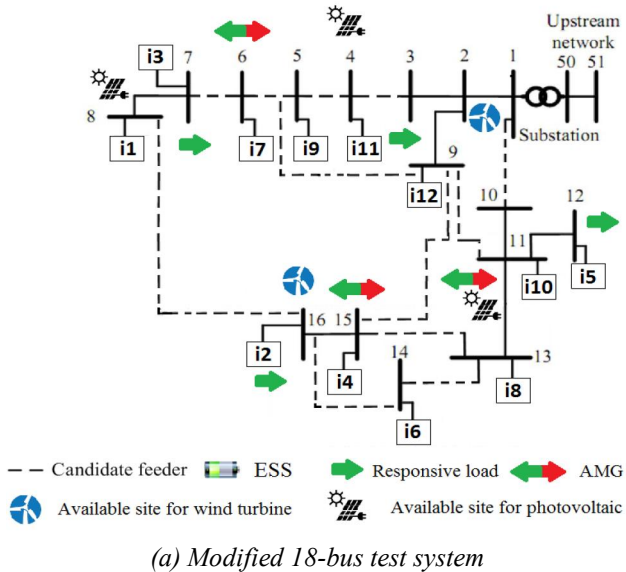 Upstream
network
i3 7 6 5 4 3 2 1 50 51
8
i1 i7 i9 i11 Substation
9
i12
10 12
11
i10 i5
16 15
14 13
i2 i4
i8
i6
Candidate feeder ESS Responsive load AMG
Available site for wind turbine Available site for photovoltaic
(a) Modified 18-bus test system